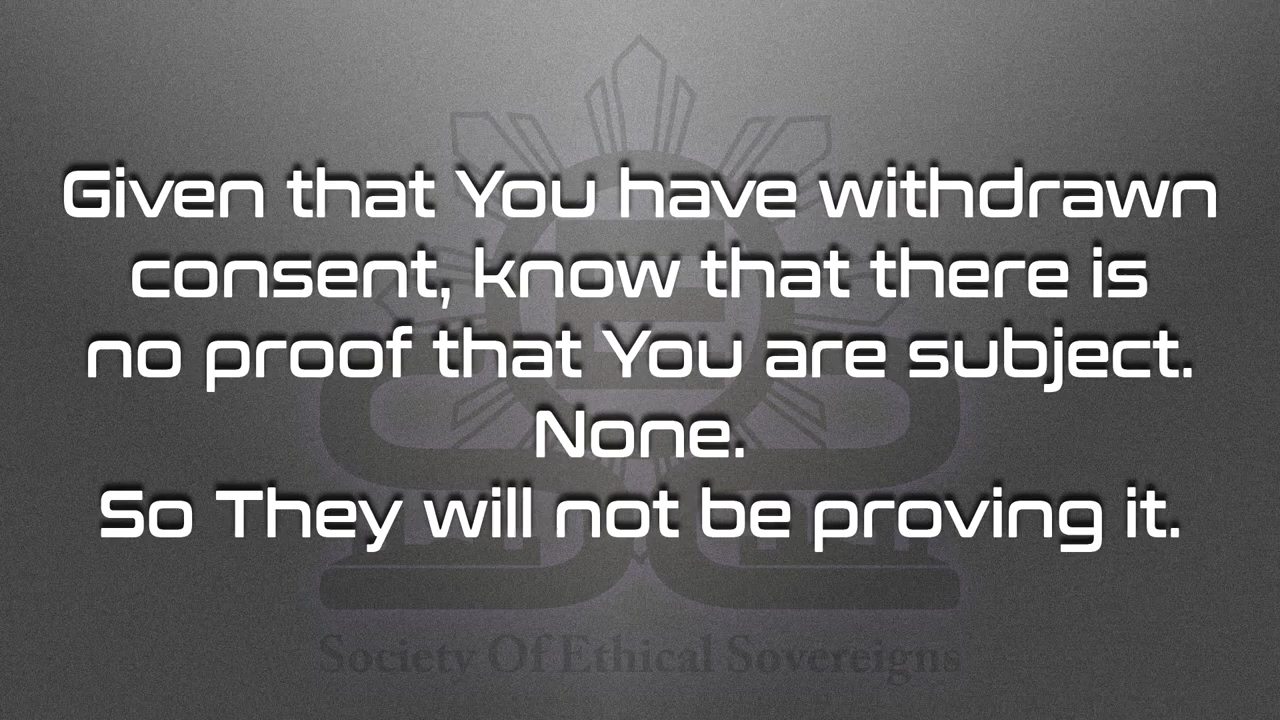 Given that You have withdrawn
consent, know that there is
no proof that You are subject.
None.
So They will not be proving it.
Society Of Ethical Sovereigns